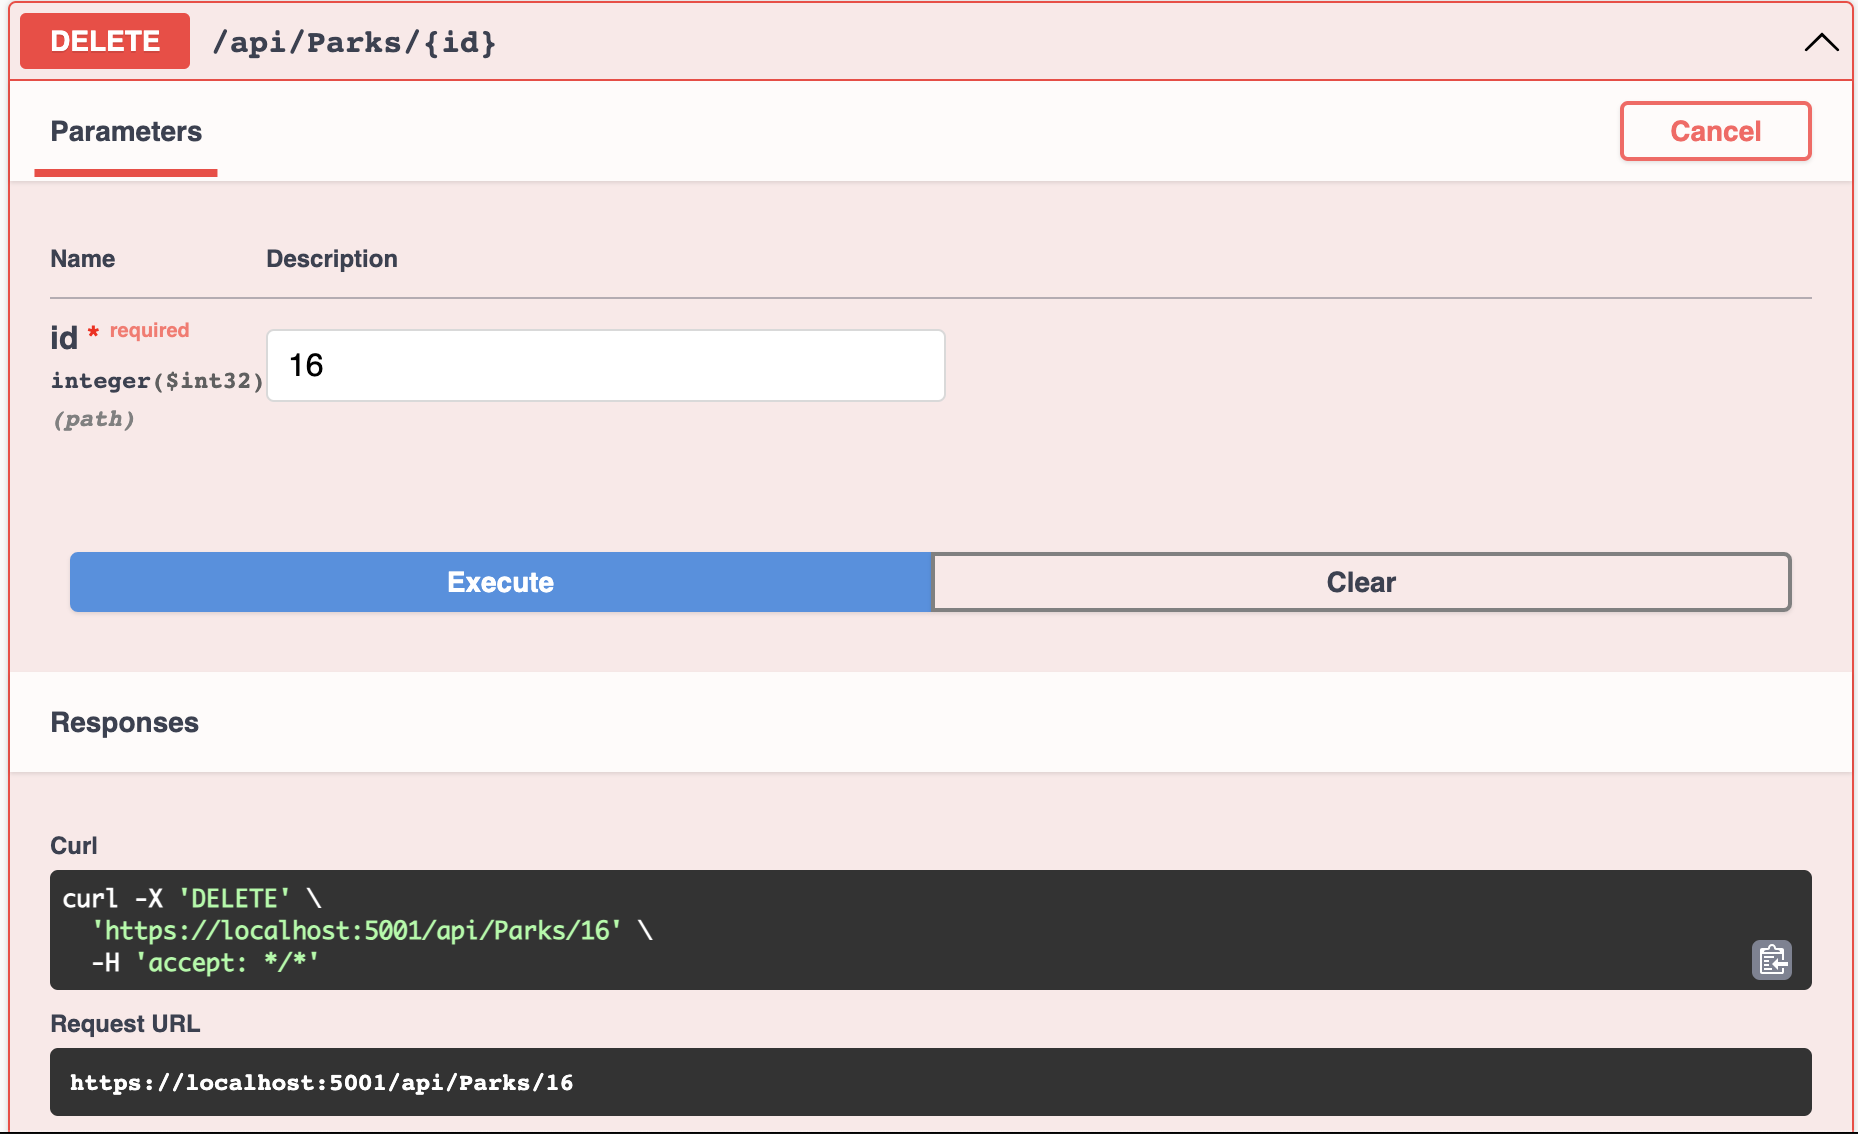 DELETE /api/Parks/{id}
Parameters Cancel
Name Description
id * required
integer($int32)
(path)
16
Execute Clear
Responses
Curl
curl -X 'DELETE' \
  'https://localhost:5001/api/Parks/16' \
  -H 'accept: */*'
Request URL
https://localhost:5001/api/Parks/16